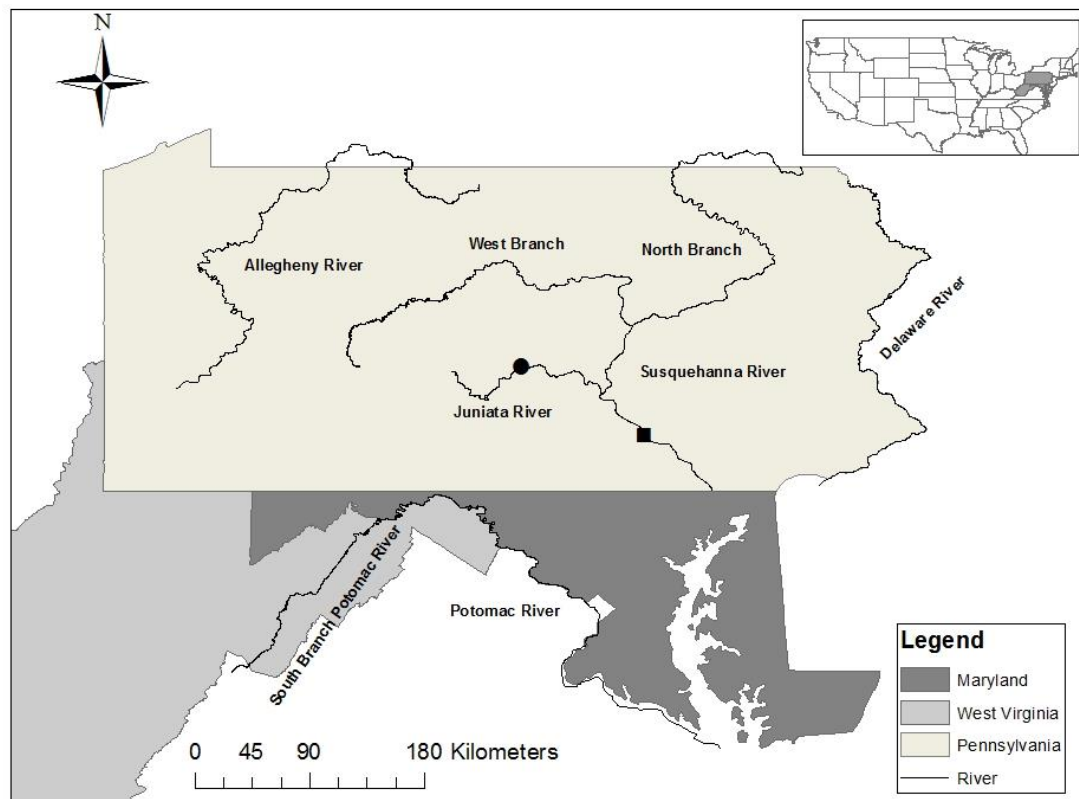 N
West Branch
North Branch
Allegheny River
Delaware River
Susquehanna River
Juniata River
South Branch Potomac River
Potomac River
Legend
Maryland
West Virginia
Pennsylvania
River
0 45 90 180 Kilometers